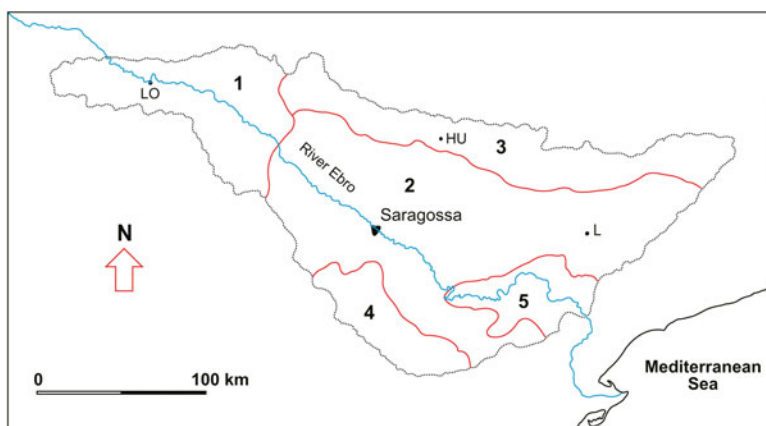 1
LO
3
HU
2
River Ebro
Saragossa
L
N
5
4
0 100 km
Mediterranean
Sea